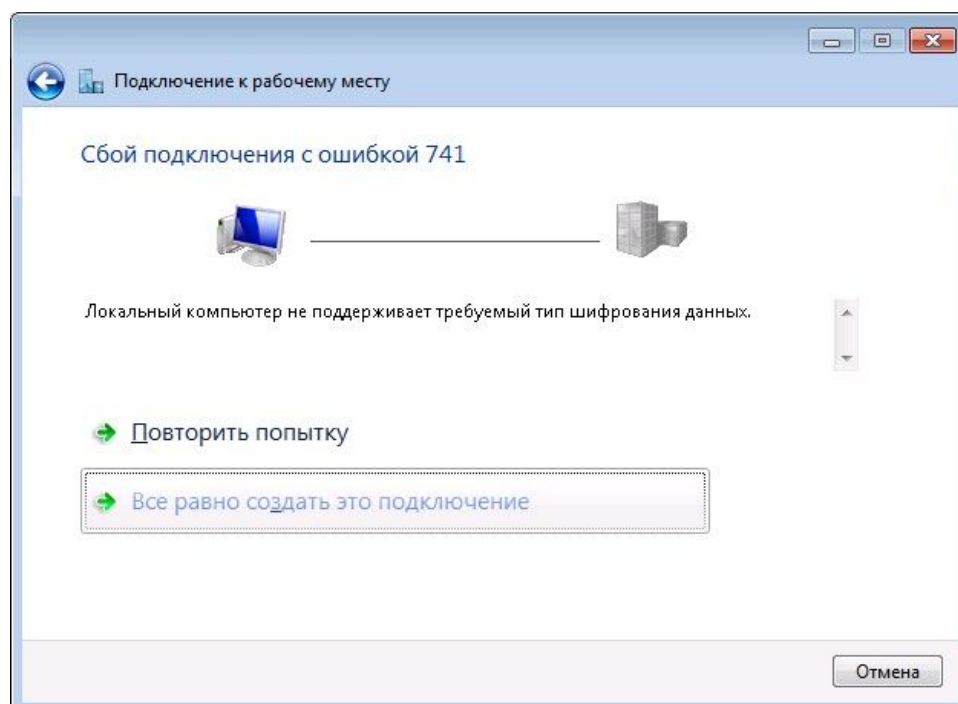 Подключение к рабочему месту
Сбой подключения с ошибкой 741
Локальный компьютер не поддерживает требуемый тип шифрования данных.
Повторить попытку
Все равно создать это подключение
Отмена